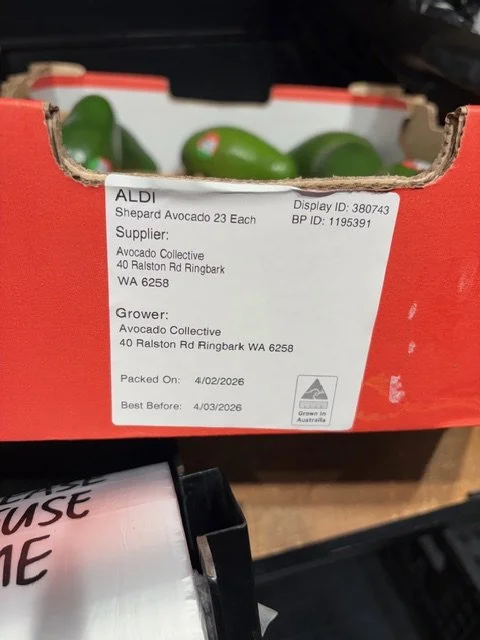 ALDI
Shepard Avocado 23 Each
Display ID: 380743
BP ID: 1195391
Supplier:
Avocado Collective
40 Ralston Rd Ringbark
WA 6258
Grower:
Avocado Collective
40 Ralston Rd Ringbark WA 6258
Packed On: 4/02/2026
Best Before: 4/03/2026
Grown in
Australia
USE
ME